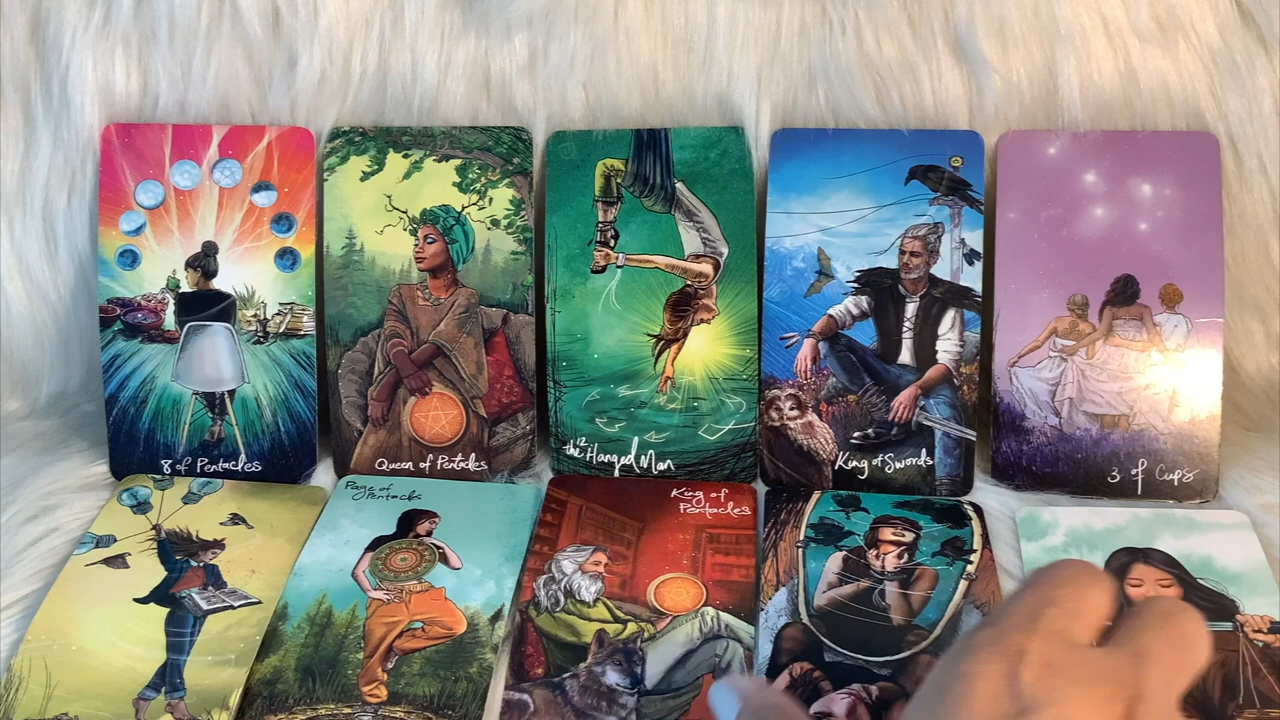 8 of Pentacles
Queen of Pentacles
the 12 Hanged Man
King of Swords
3 of Cups
Page of
Pentacles
King of
Pentacles